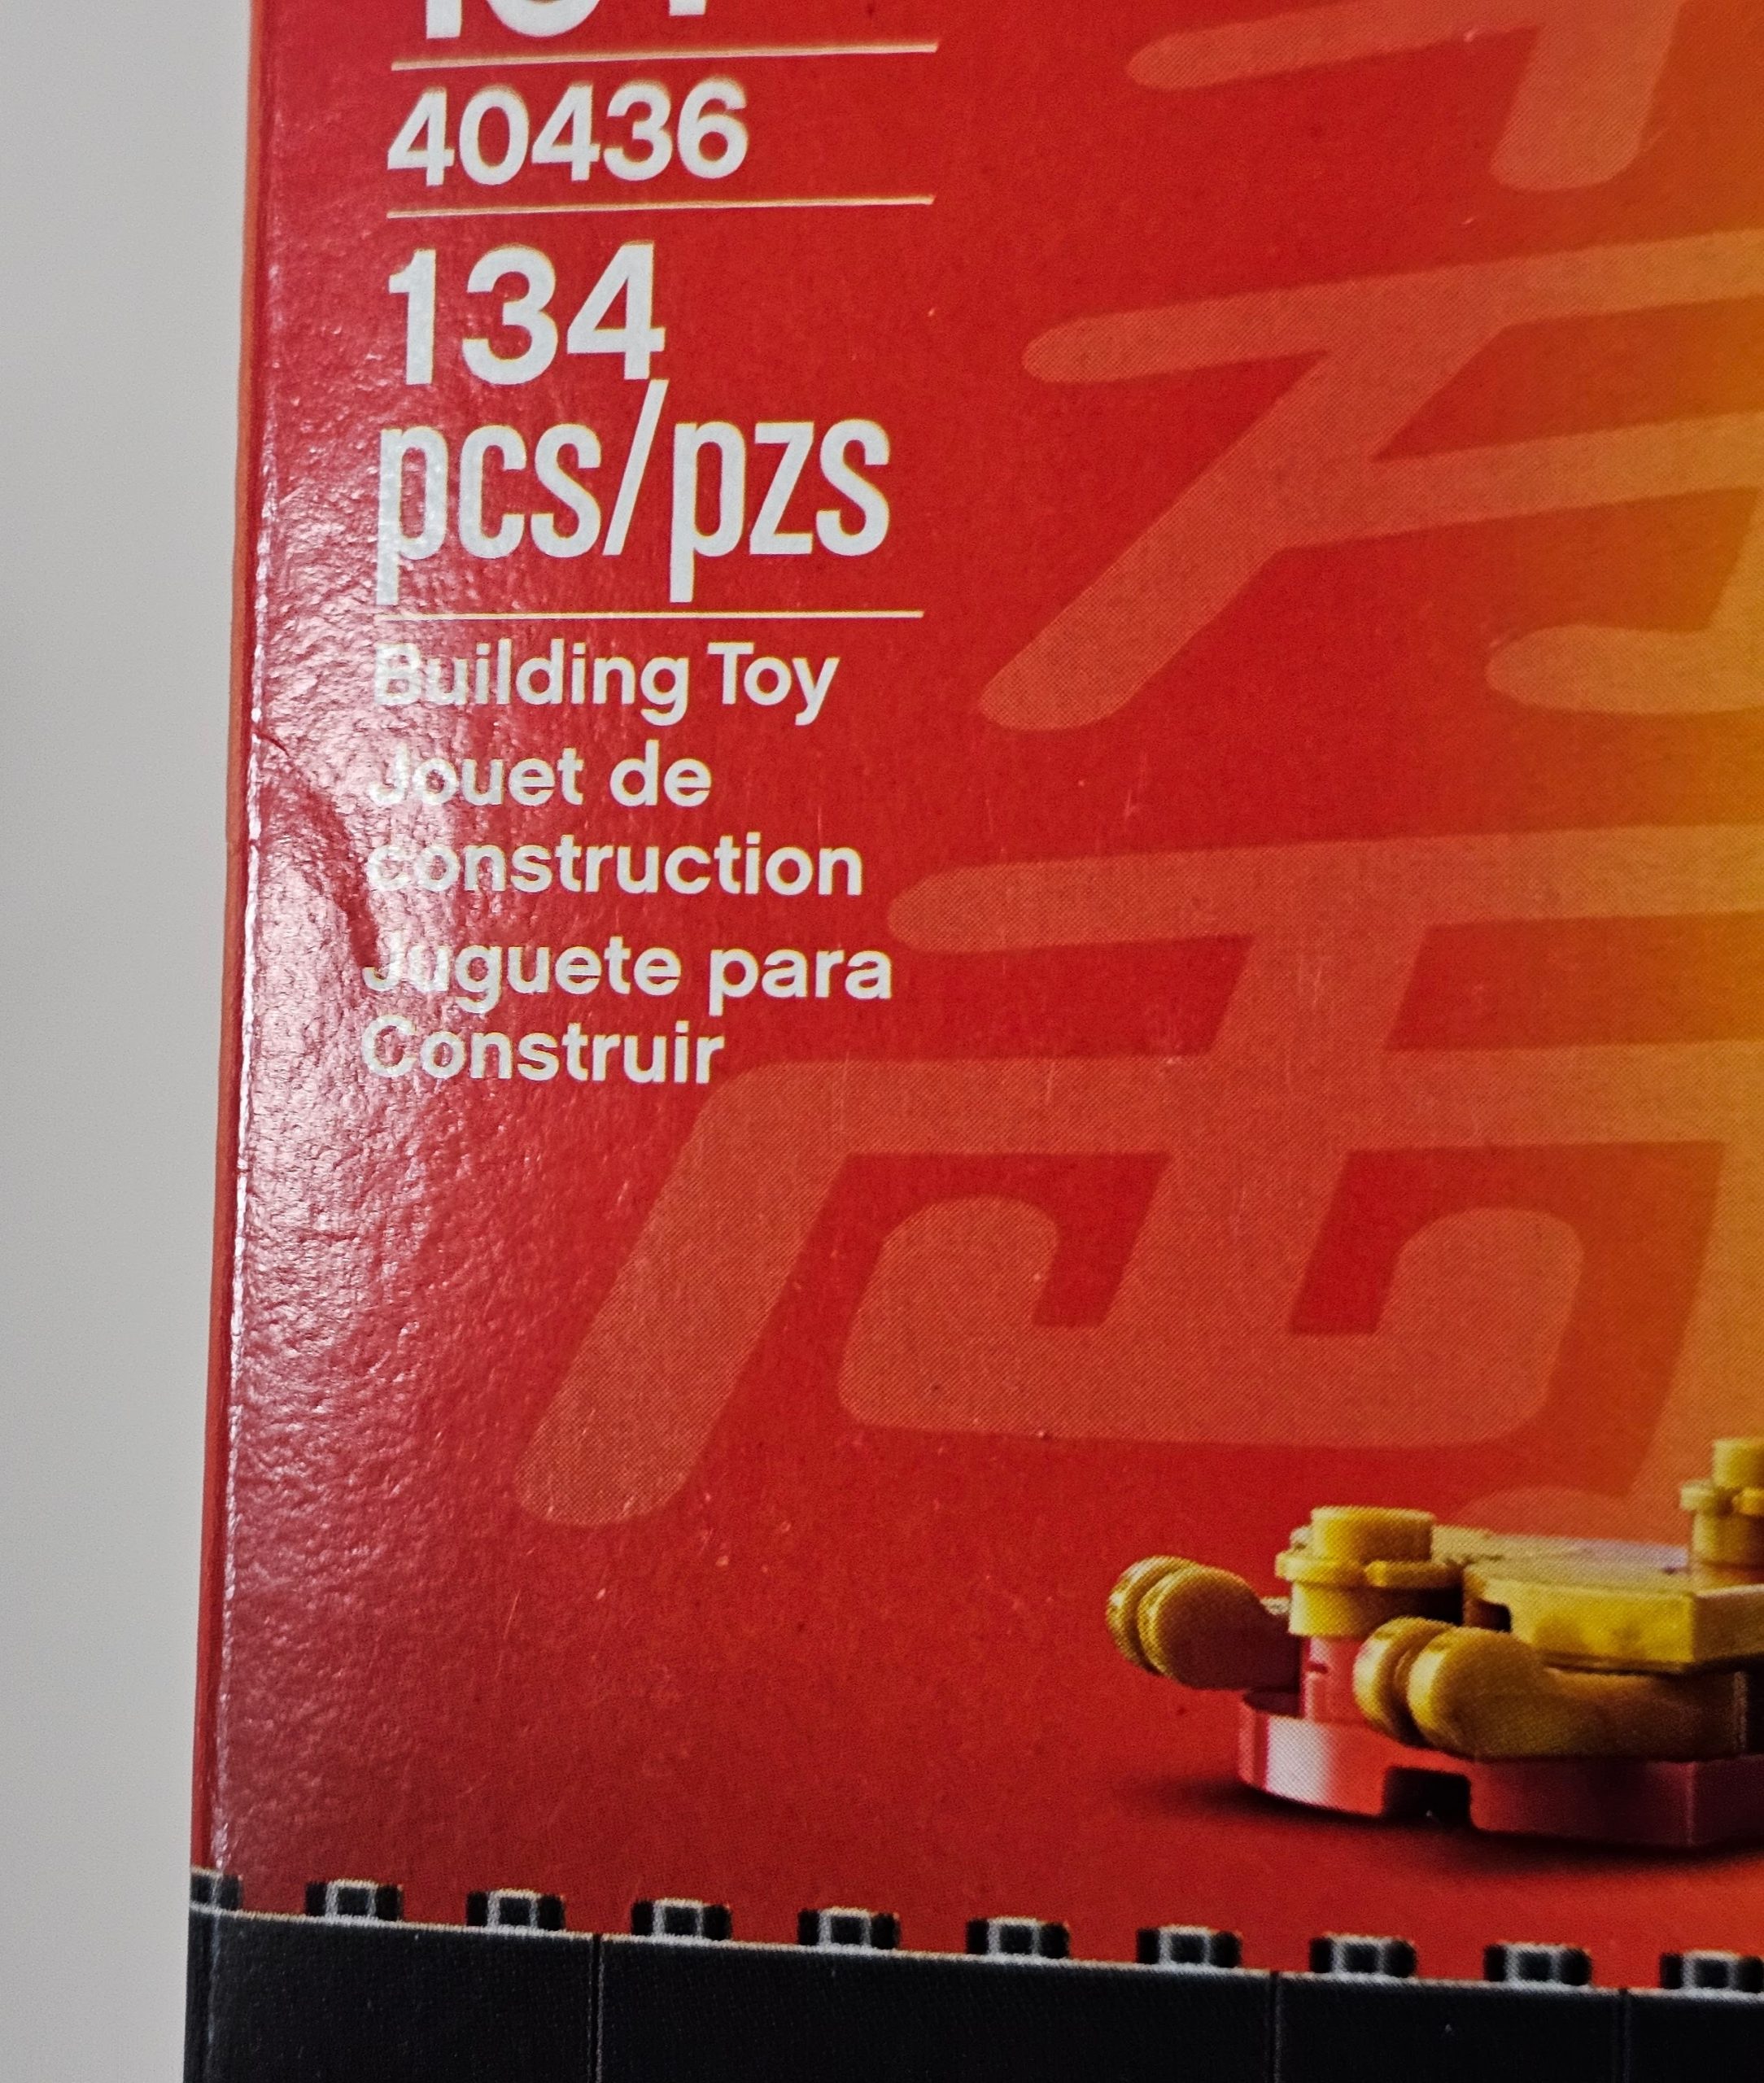 40436
134
pcs/pzs
Building Toy
Jouet de
construction
Juguete para
Construir